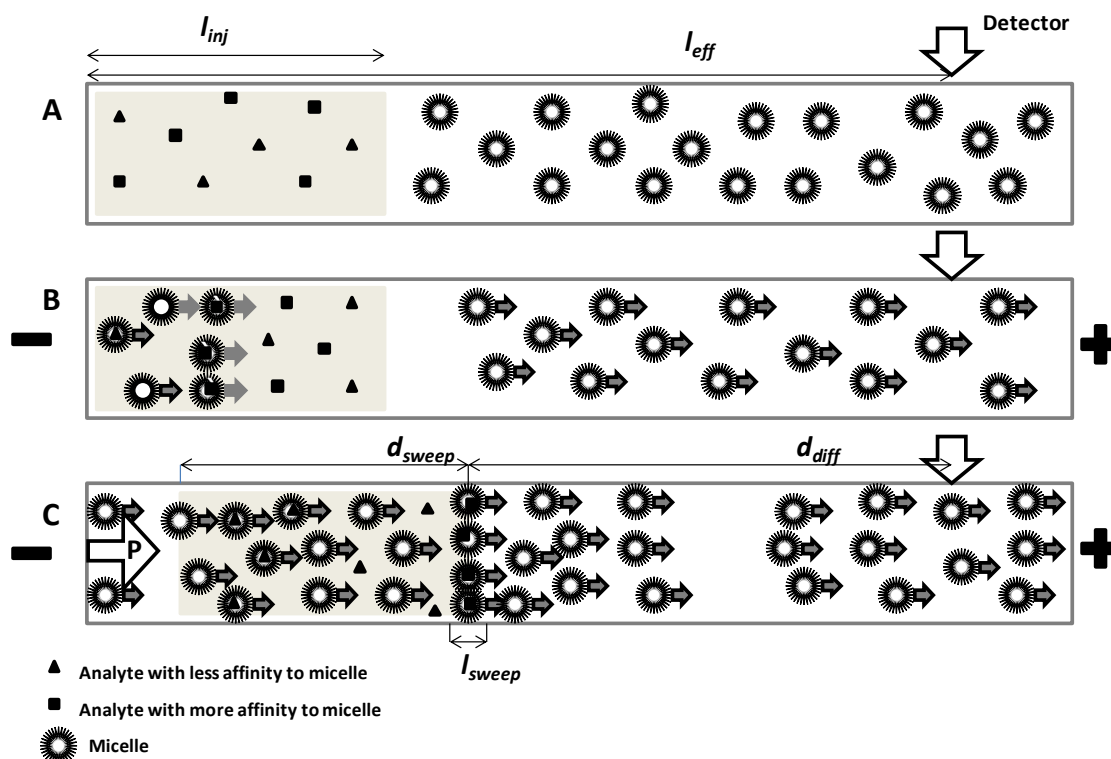 l_inj
l_eff
Detector
A
B
d_sweep
d_diff
C
P
l_sweep
Analyte with less affinity to micelle
Analyte with more affinity to micelle
Micelle